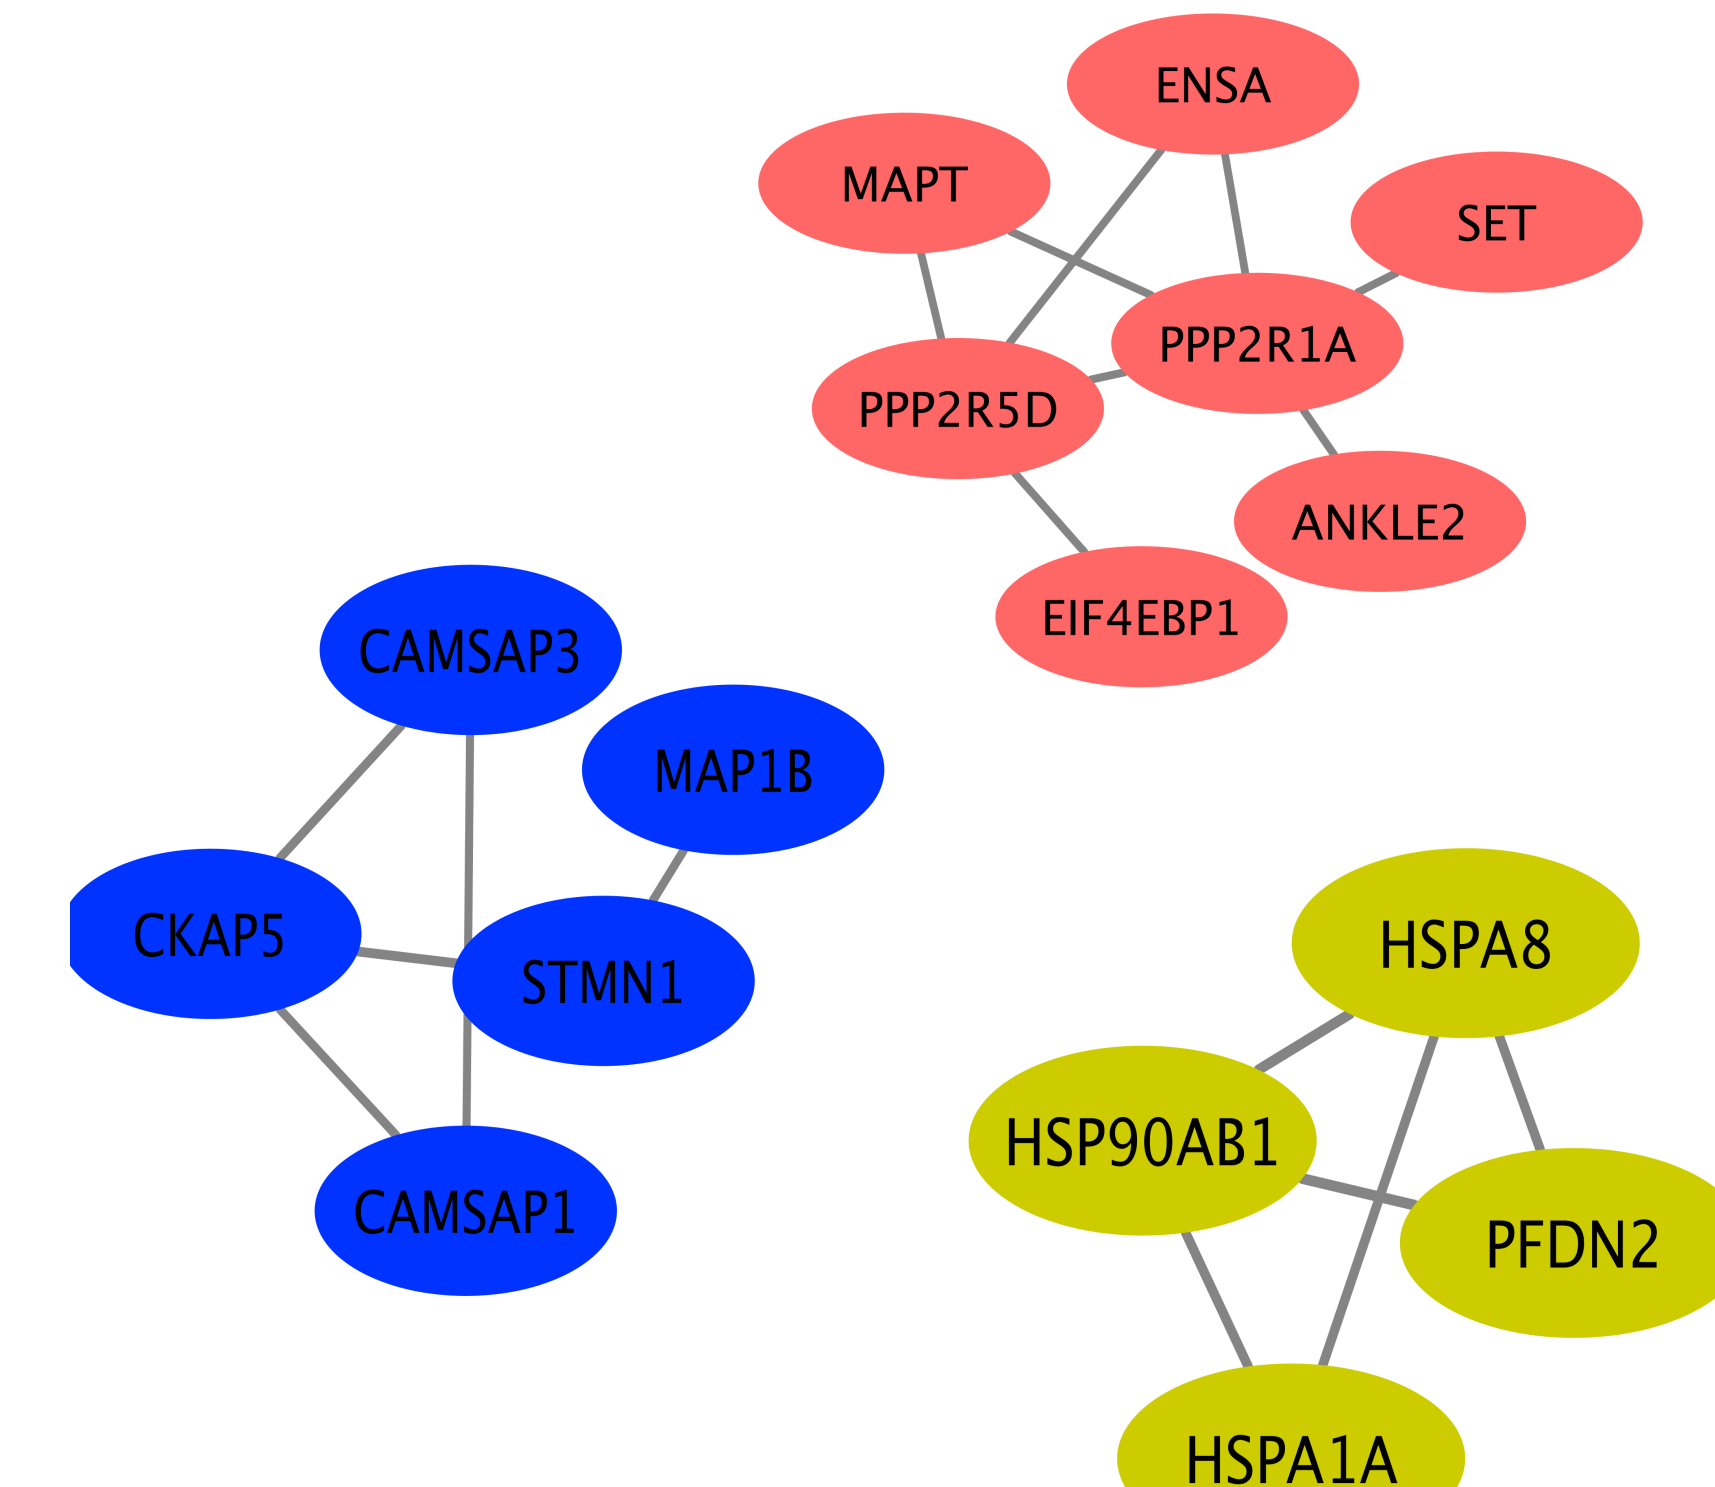 ENSA
MAPT
SET
PPP2R1A
PPP2R5D
ANKLE2
EIF4EBP1
CAMSAP3
MAP1B
CKAP5
STMN1
CAMSAP1
HSPA8
HSP90AB1
PFDN2
HSPA1A